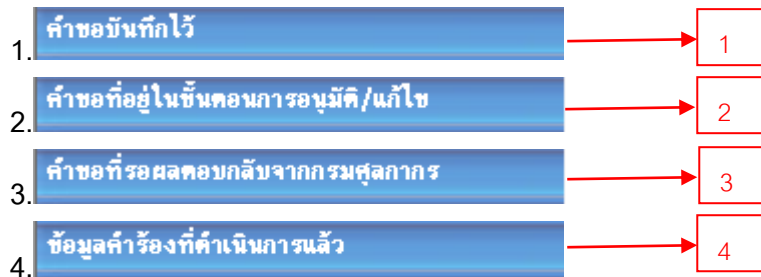 1. คำขอบันทึกไว้ 1
2. คำขอที่อยู่ในขั้นตอนการอนุมัติ/แก้ไข 2
3. คำขอที่รอผลตอบกลับจากกรมศุลกากร 3
4. ข้อมูลคำร้องที่ดำเนินการแล้ว 4